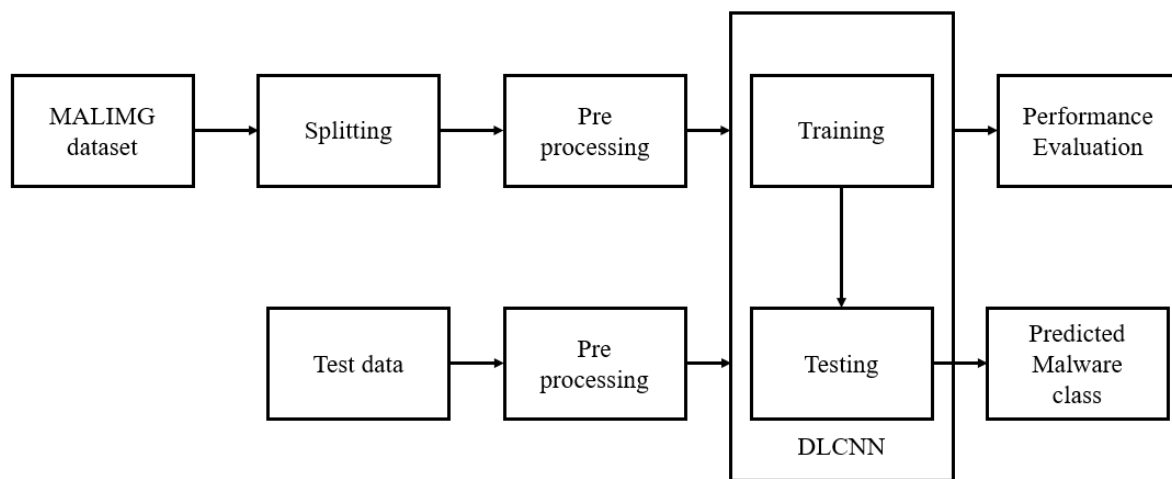 MALIMG
dataset
Splitting
Pre
processing
Training
Performance
Evaluation
Test data
Pre
processing
Testing
Predicted
Malware
class
DLCNN